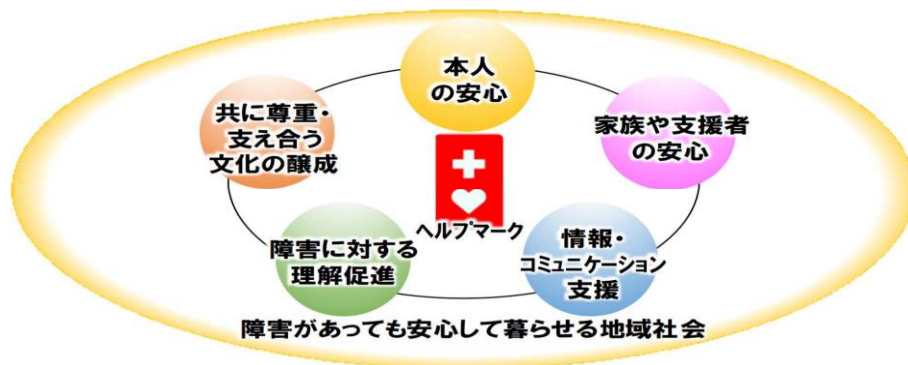 本人
の安心
共に尊重・
支え合う
文化の醸成
家族や支援者
の安心
ヘルプマーク
障害に対する
理解促進
情報・
コミュニケーション
支援
障害があっても安心して暮らせる地域社会